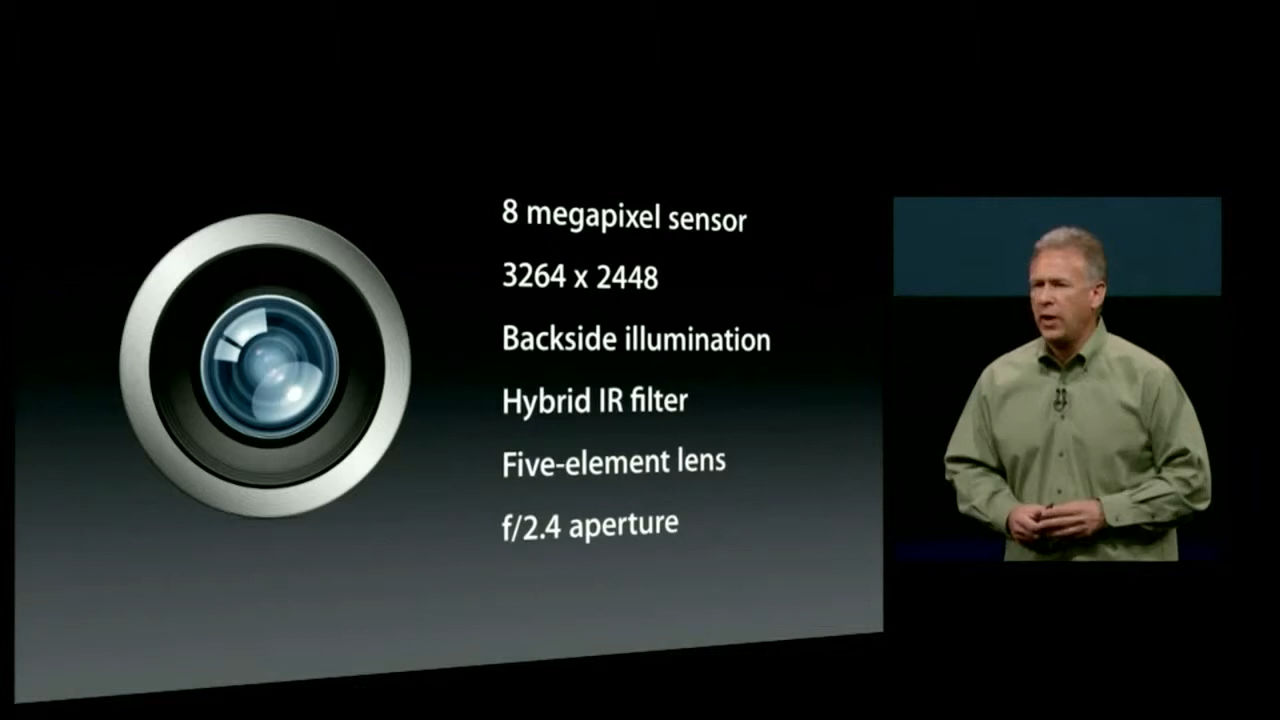 8 megapixel sensor
3264 x 2448
Backside illumination
Hybrid IR filter
Five-element lens
f/2.4 aperture